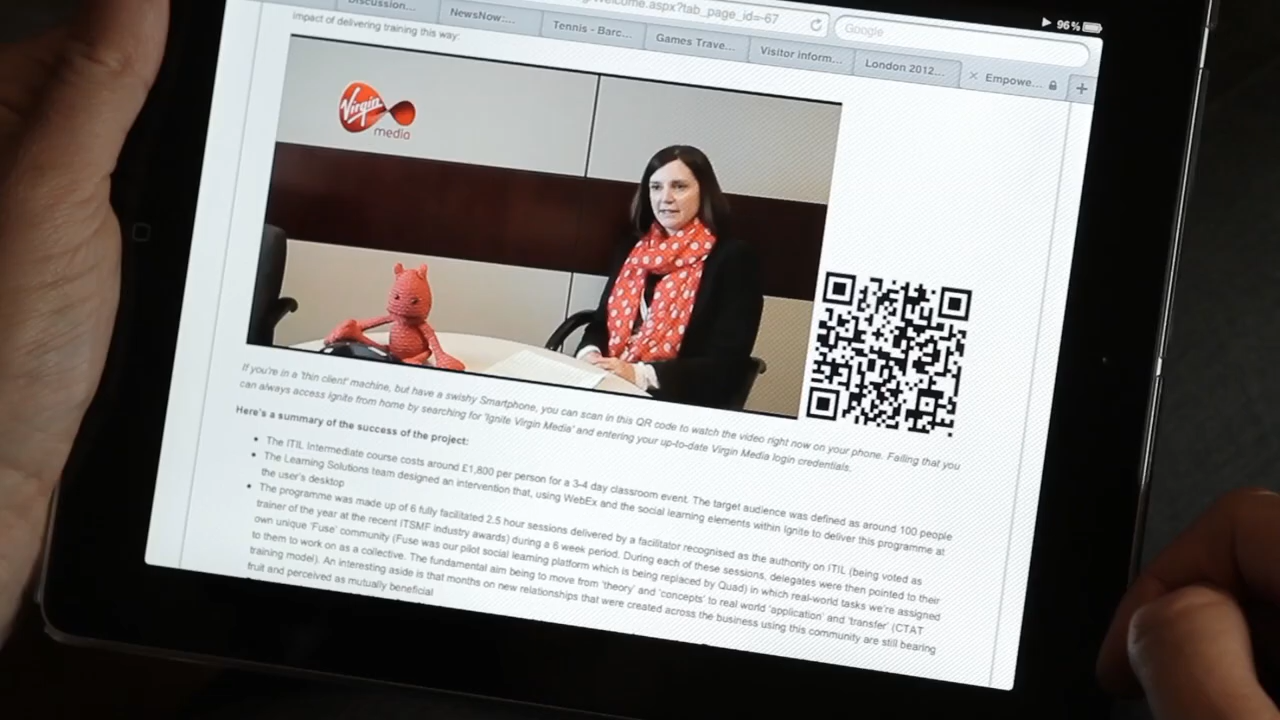 Welcome.aspx?tab_page_id=-67
Google
96%
Discussion...
NewsNow:...
Tennis - Barc...
Games Trave...
Visitor inform...
London 2012...
Empowe...
impact of delivering training this way:
Virgin
media
If you're in a 'thin client' machine, but have a swishy Smartphone, you can scan in this QR code to watch the video right now on your phone. Failing that you
can always access Ignite from home by searching for 'Ignite Virgin Media' and entering your up-to-date Virgin Media login credentials.
Here's a summary of the success of the project:
The ITIL Intermediate course costs around £1,800 per person for a 3-4 day classroom event. The target audience was defined as around 100 people
The Learning Solutions team designed an intervention that, using WebEx and the social learning elements within Ignite to deliver this programme at
the user's desktop
The programme was made up of 6 fully facilitated 2.5 hour sessions delivered by a facilitator recognised as the authority on ITIL (being voted as
trainer of the year at the recent ITSMF industry awards) during a 6 week period. During each of these sessions, delegates were then pointed to their
own unique 'Fuse' community (Fuse was our pilot social learning platform which is being replaced by Quad) in which real-world tasks we're assigned
to them to work on as a collective. The fundamental aim being to move from 'theory' and 'concepts' to real world 'application' and 'transfer' (CTAT
training model). An interesting aside is that months on new relationships that were created across the business using this community are still bearing
fruit and perceived as mutually beneficial